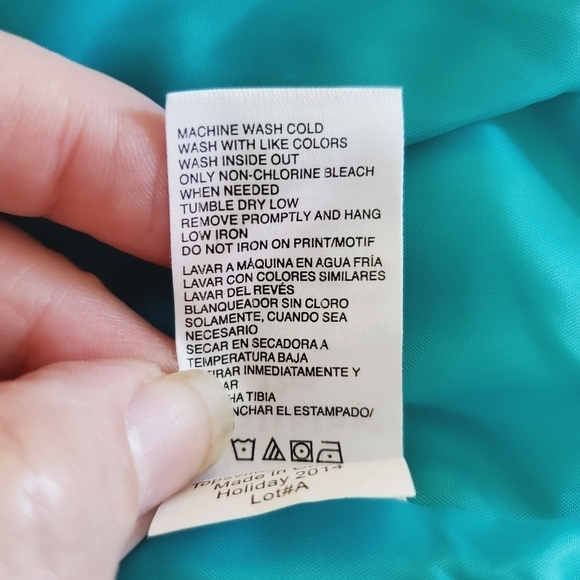 MACHINE WASH COLD
WASH WITH LIKE COLORS
WASH INSIDE OUT
ONLY NON-CHLORINE BLEACH
WHEN NEEDED
TUMBLE DRY LOW
REMOVE PROMPTLY AND HANG
LOW IRON
DO NOT IRON ON PRINT/MOTIF
LAVAR A MÁQUINA EN AGUA FRÍA
LAVAR CON COLORES SIMILARES
LAVAR DEL REVÉS
BLANQUEADOR SIN CLORO
SOLAMENTE, CUANDO SEA
NECESARIO
SECAR EN SECADORA A
TEMPERATURA BAJA
INMEDIATAMENTE Y
TIBIA
EL ESTAMPADO/
Made in
Holiday 2014
Lot#A